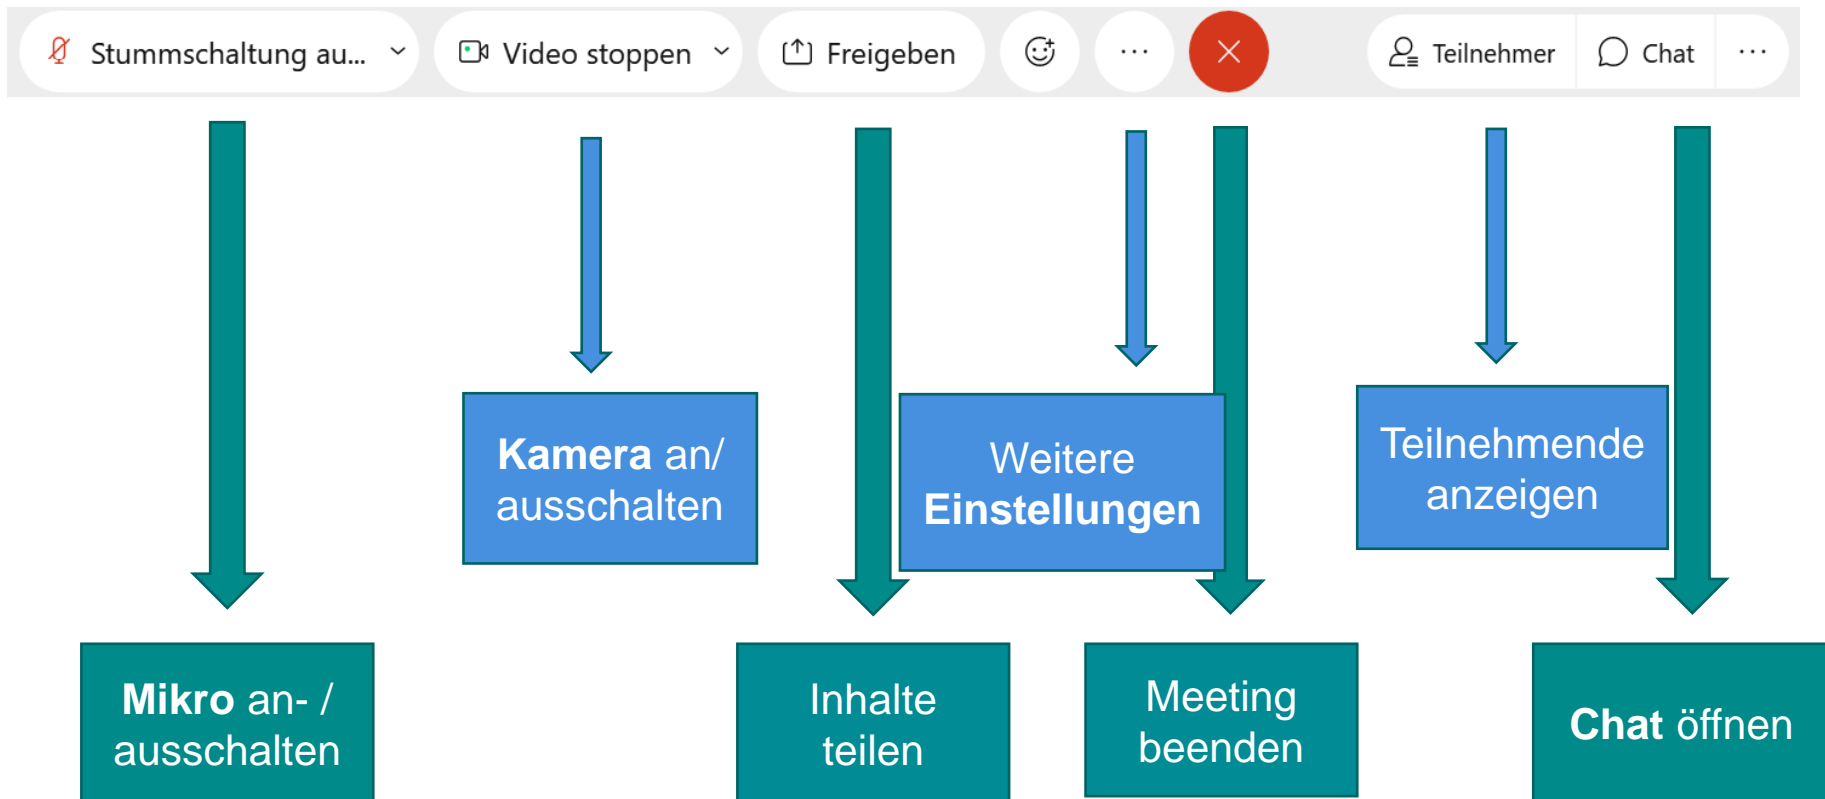 Stummschaltung au...
Video stoppen
Freigeben
Teilnehmer
Chat
Kamera an/
ausschalten
Weitere
Einstellungen
Teilnehmende
anzeigen
Mikro an- /
ausschalten
Inhalte
teilen
Meeting
beenden
Chat öffnen